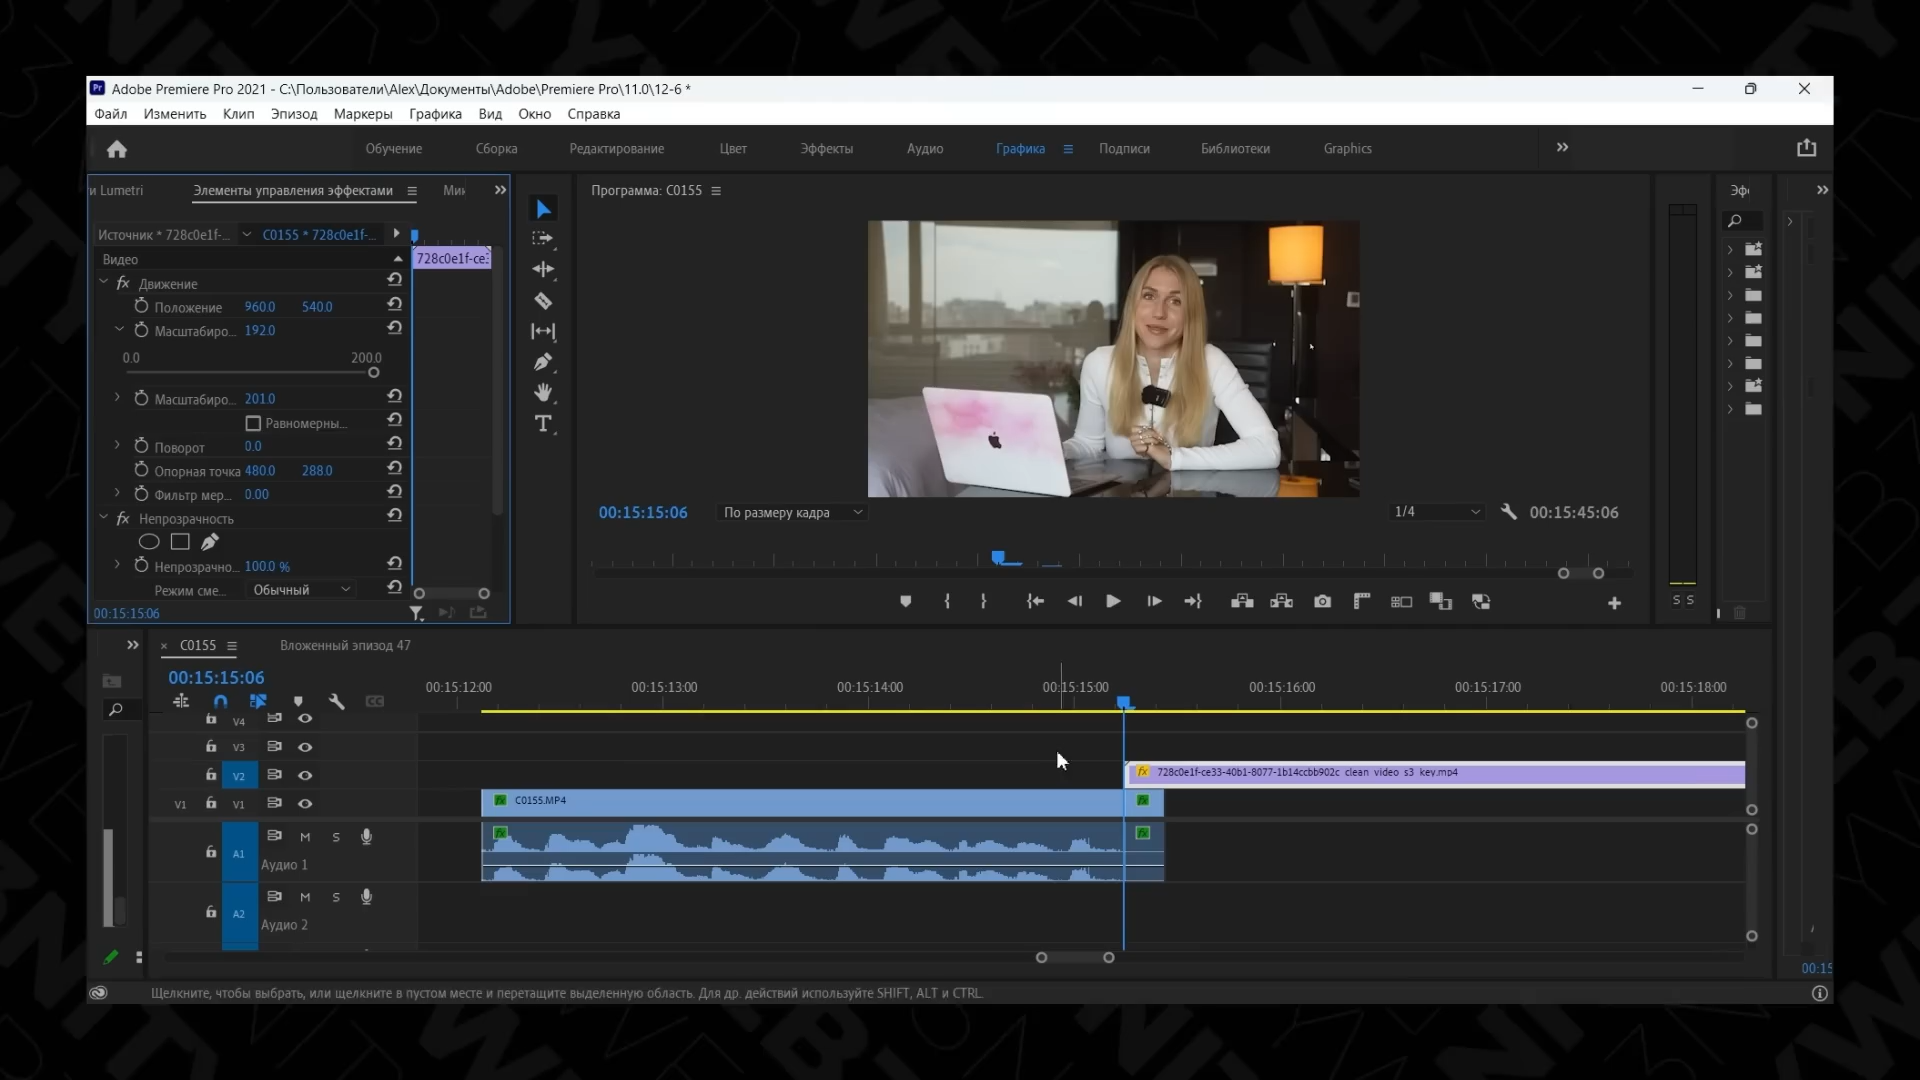 Adobe Premiere Pro 2021 - C:\Пользователи\Alex\Документы\Adobe\Premiere Pro\11.0\12-6 *
Файл Изменить Клип Эпизод Маркеры Графика Вид Окно Справка
Обучение Сборка Редактирование Цвет Эффекты Аудио Графика Подписи Библиотеки Graphics
и Lumetri Элементы управления эффектами Мик
Программа: C0155
Эф
Источник * 728c0e1f-... C0155 * 728c0e1f-...
Видео
728c0e1f-ce3
Движение
Положение 960.0 540.0
Масштабиро... 192.0
0.0 200.0
Масштабиро... 201.0
Равномерны...
Поворот 0.0
Опорная точка 480.0 288.0
Фильтр мер... 0.00
Непрозрачность
Непрозрачно... 100.0 %
Режим сме... Обычный
00:15:15:06
00:15:15:06 По размеру кадра 1/4 00:15:45:06
S S
C0155 Вложенный эпизод 47
00:15:15:06
00:15:12:00 00:15:13:00 00:15:14:00 00:15:15:00 00:15:16:00 00:15:17:00 00:15:18:00
V4
V3
V2
728c0e1f-ce33-40b1-8077-1b14ccbb902c_clean_video_s3_key.mp4
V1 V1
C0155.MP4
A1 M S
Аудио 1
A2 M S
Аудио 2
00:15
Щелкните, чтобы выбрать, или щелкните в пустом месте и перетащите выделенную область. Для др. действий используйте SHIFT, ALT и CTRL.